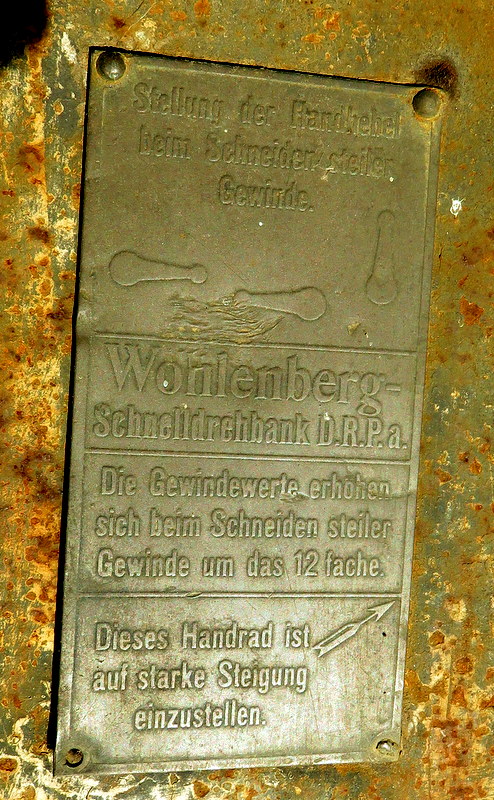 Stellung der Handhebel
beim Schneiden steiler
Gewinde.
Wohlenberg-
Schnelldrehbank D.R.P.a.
Die Gewindewerte erhöhen
sich beim Schneiden steiler
Gewinde um das 12 fache.
Dieses Handrad ist
auf starke Steigung
einzustellen.